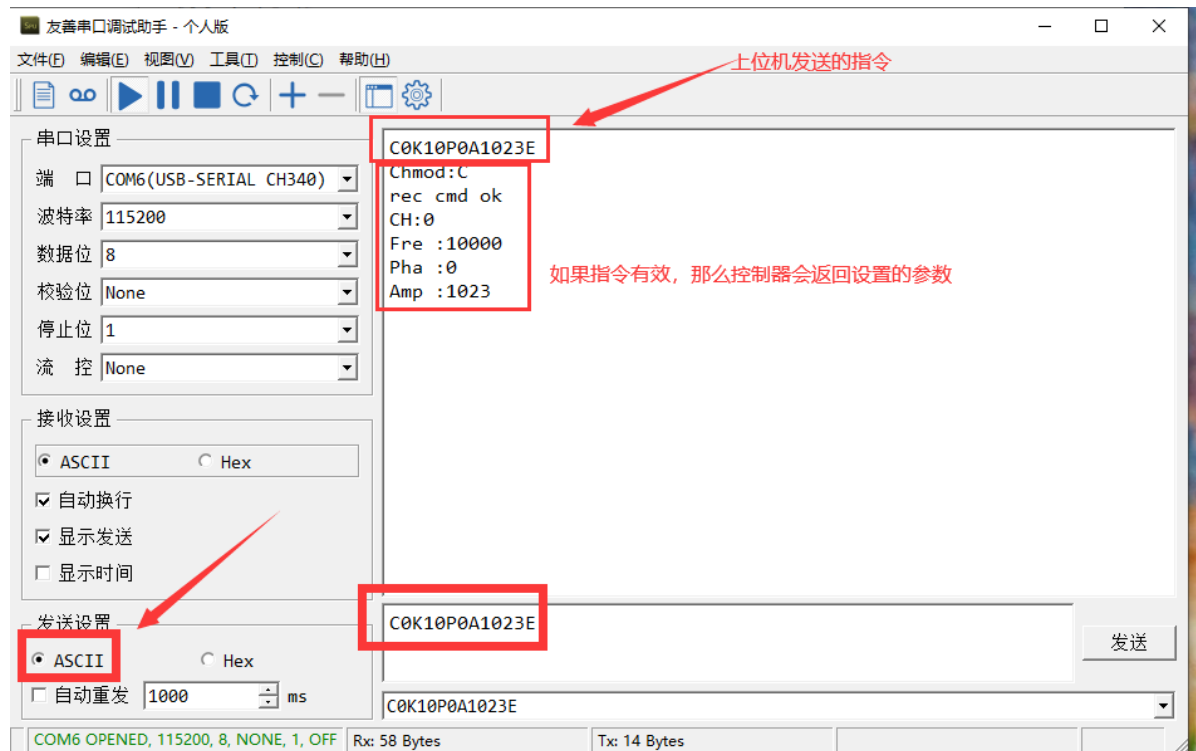 友善串口调试助手 - 个人版
文件(F) 编辑(E) 视图(V) 工具(T) 控制(C) 帮助(H)
上位机发送的指令
串口设置
端 口 COM6(USB-SERIAL CH340)
波特率 115200
数据位 8
校验位 None
停止位 1
流 控 None
C0K10P0A1023E
Chmod:C
rec cmd ok
CH:0
Fre :10000
Pha :0
Amp :1023
如果指令有效，那么控制器会返回设置的参数
接收设置
ASCII Hex
自动换行
显示发送
显示时间
发送设置
ASCII Hex
自动重发 1000 ms
C0K10P0A1023E
发送
C0K10P0A1023E
COM6 OPENED, 115200, 8, NONE, 1, OFF Rx: 58 Bytes Tx: 14 Bytes